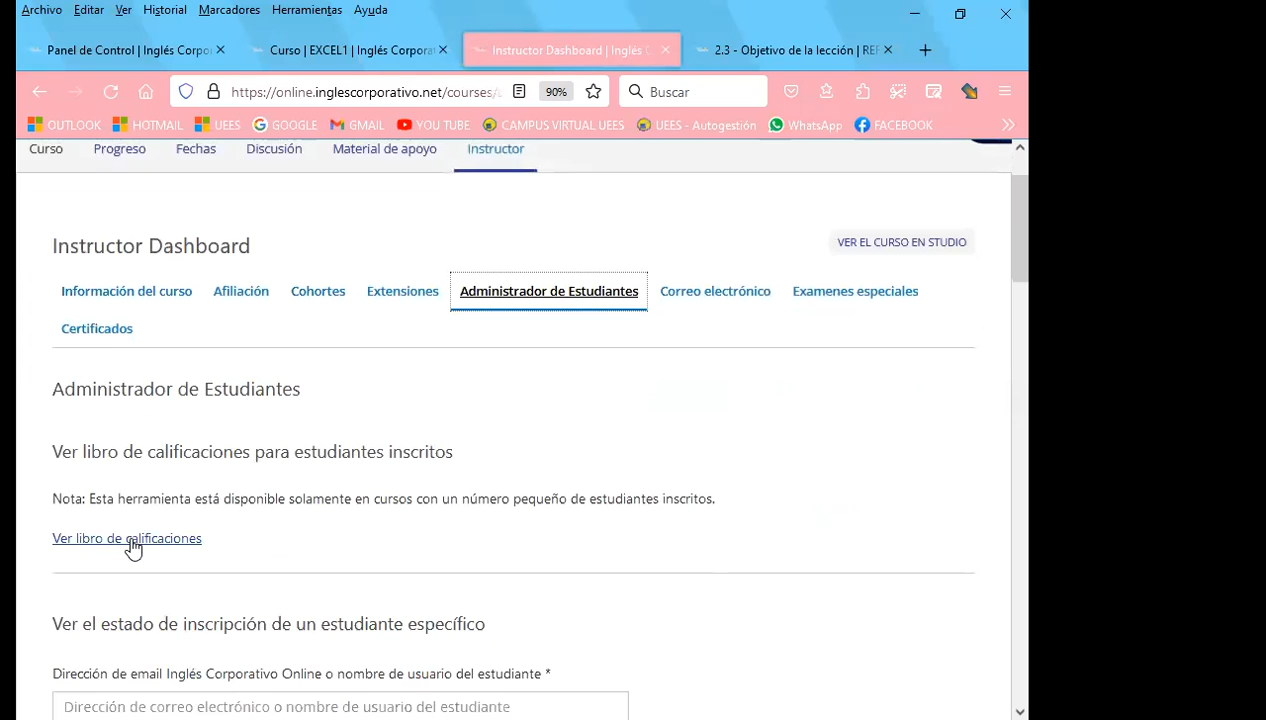 Archivo Editar Ver Historial Marcadores Herramientas Ayuda
Panel de Control | Inglés Corpo Curso | EXCEL1 | Inglés Corpora Instructor Dashboard | Inglés C 2.3 - Objetivo de la lección | REF
https://online.inglescorporativo.net/courses/ 90% Buscar
OUTLOOK HOTMAIL UEES GOOGLE GMAIL YOU TUBE CAMPUS VIRTUAL UEES UEES - Autogestión WhatsApp FACEBOOK
Curso Progreso Fechas Discusión Material de apoyo Instructor
Instructor Dashboard VER EL CURSO EN STUDIO
Información del curso Afiliación Cohortes Extensiones Administrador de Estudiantes Correo electrónico Examenes especiales
Certificados
Administrador de Estudiantes
Ver libro de calificaciones para estudiantes inscritos
Nota: Esta herramienta está disponible solamente en cursos con un número pequeño de estudiantes inscritos.
Ver libro de calificaciones
Ver el estado de inscripción de un estudiante específico
Dirección de email Inglés Corporativo Online o nombre de usuario del estudiante *
Dirección de correo electrónico o nombre de usuario del estudiante